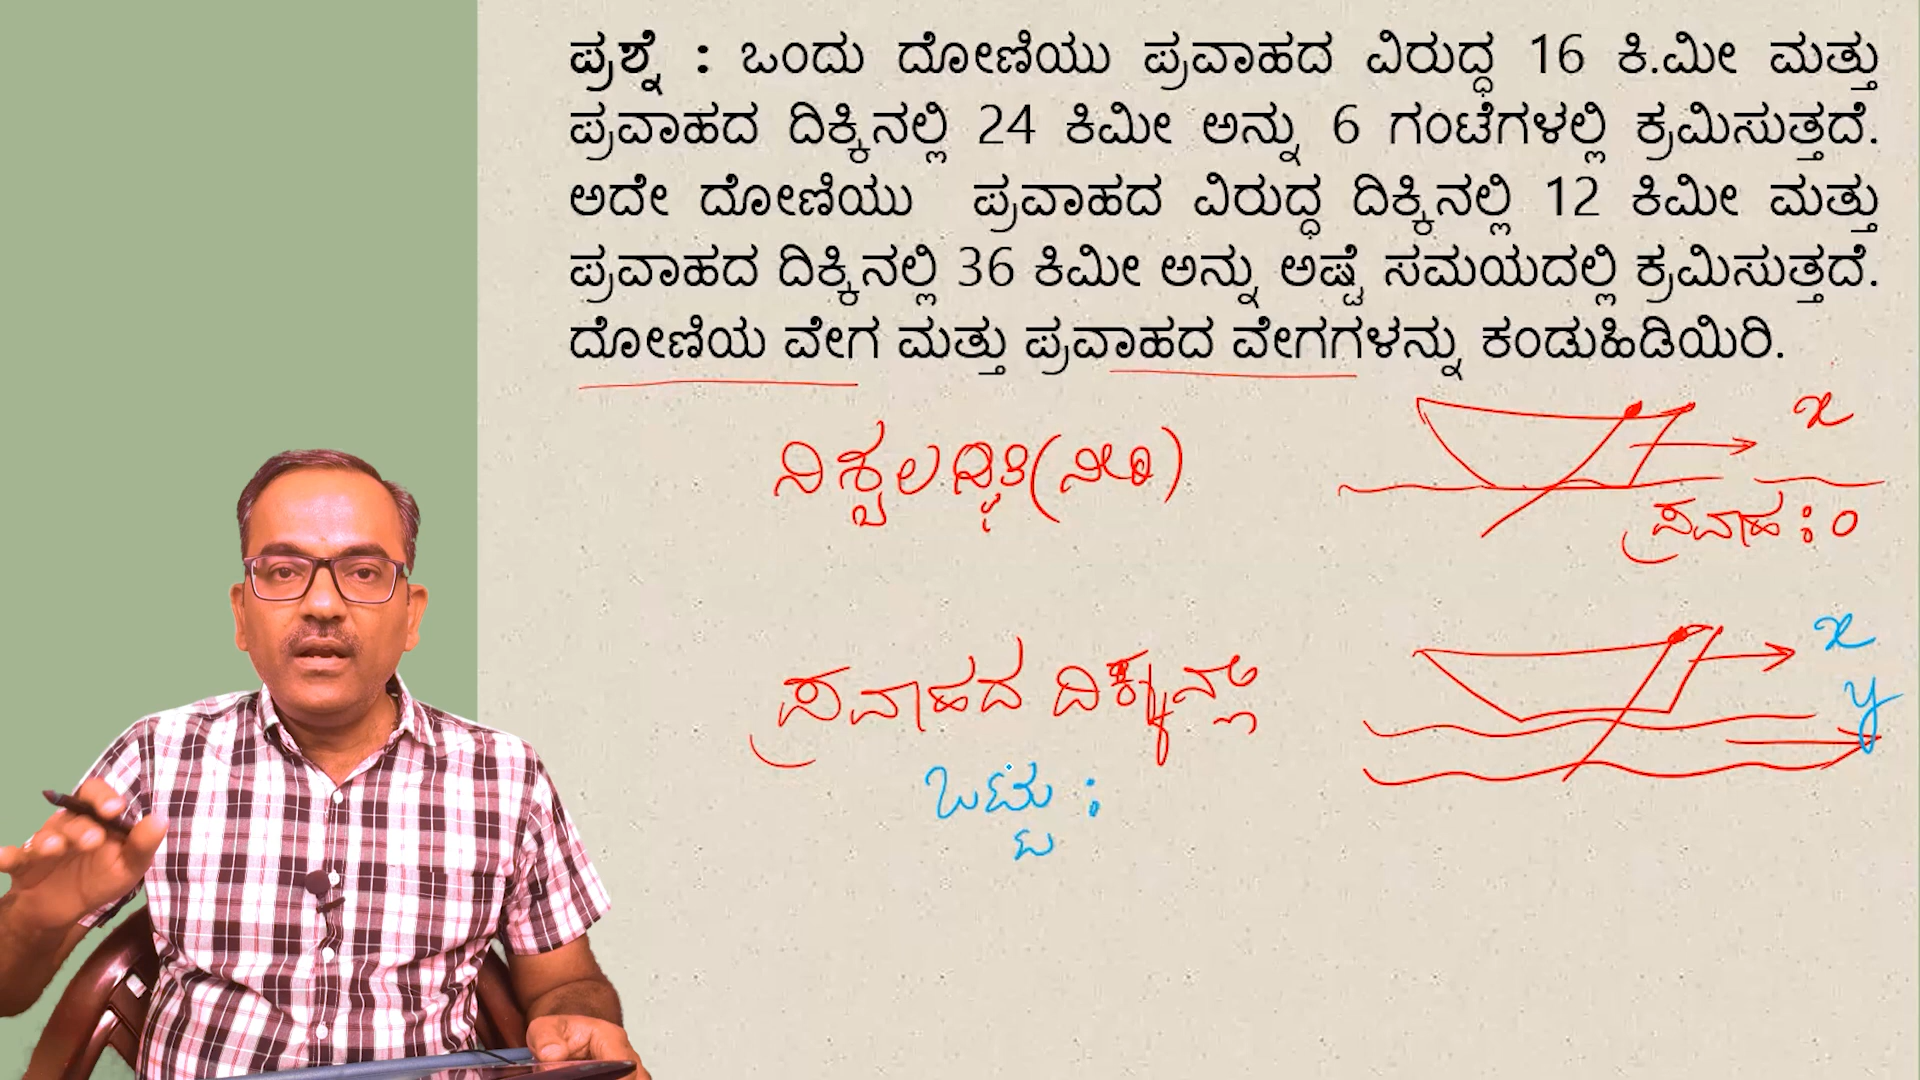 ಪ್ರಶ್ನೆ : ಒಂದು ದೋಣಿಯು ಪ್ರವಾಹದ ವಿರುದ್ಧ 16 ಕಿ.ಮೀ ಮತ್ತು
ಪ್ರವಾಹದ ದಿಕ್ಕಿನಲ್ಲಿ 24 ಕಿಮೀ ಅನ್ನು 6 ಗಂಟೆಗಳಲ್ಲಿ ಕ್ರಮಿಸುತ್ತದೆ.
ಅದೇ ದೋಣಿಯು ಪ್ರವಾಹದ ವಿರುದ್ಧ ದಿಕ್ಕಿನಲ್ಲಿ 12 ಕಿಮೀ ಮತ್ತು
ಪ್ರವಾಹದ ದಿಕ್ಕಿನಲ್ಲಿ 36 ಕಿಮೀ ಅನ್ನು ಅಷ್ಟೆ ಸಮಯದಲ್ಲಿ ಕ್ರಮಿಸುತ್ತದೆ.
ದೋಣಿಯ ವೇಗ ಮತ್ತು ಪ್ರವಾಹದ ವೇಗಗಳನ್ನು ಕಂಡುಹಿಡಿಯಿರಿ.
x
(ನೀರು)
ಪ್ರವಾಹ : 0
x
ಪ್ರವಾಹದ ದಿಕ್ಕಿನಲ್ಲಿ
y
ಒಟ್ಟು :